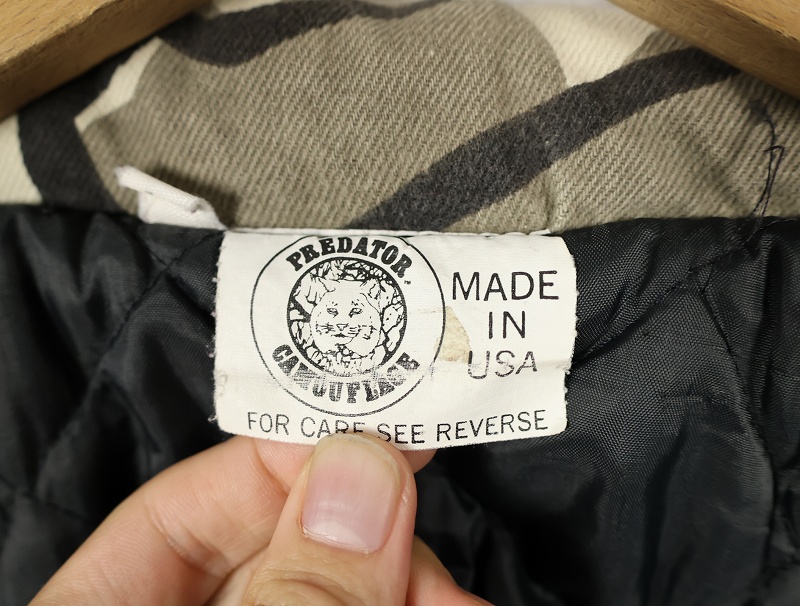 PREDATOR
CAMOUFLAGE
MADE
IN
USA
FOR CARE SEE REVERSE